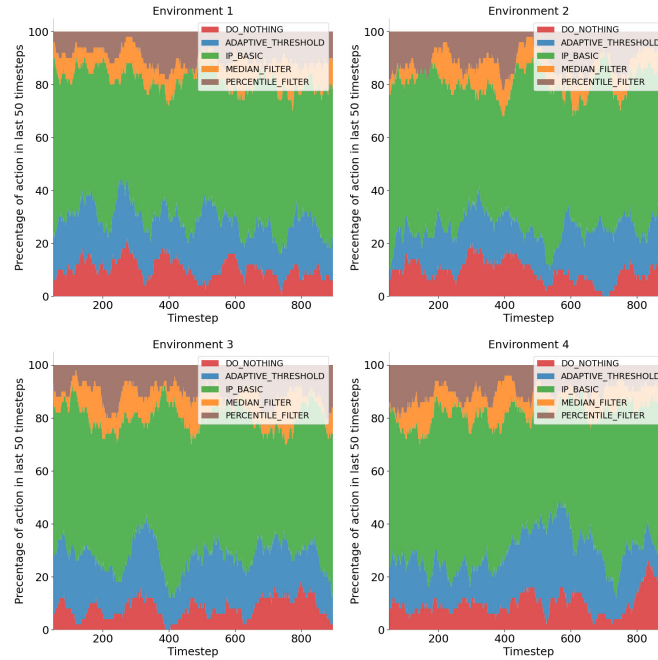 Environment 1
Precentage of action in last 50 timesteps
100
80
60
40
20
0
200
400
600
800
Timestep
DO_NOTHING
ADAPTIVE_THRESHOLD
IP_BASIC
MEDIAN_FILTER
PERCENTILE_FILTER
Environment 2
Precentage of action in last 50 timesteps
100
80
60
40
20
0
200
400
600
800
Timestep
DO_NOTHING
ADAPTIVE_THRESHOLD
IP_BASIC
MEDIAN_FILTER
PERCENTILE_FILTER
Environment 3
Precentage of action in last 50 timesteps
100
80
60
40
20
0
200
400
600
800
Timestep
DO_NOTHING
ADAPTIVE_THRESHOLD
IP_BASIC
MEDIAN_FILTER
PERCENTILE_FILTER
Environment 4
Precentage of action in last 50 timesteps
100
80
60
40
20
0
200
400
600
800
Timestep
DO_NOTHING
ADAPTIVE_THRESHOLD
IP_BASIC
MEDIAN_FILTER
PERCENTILE_FILTER